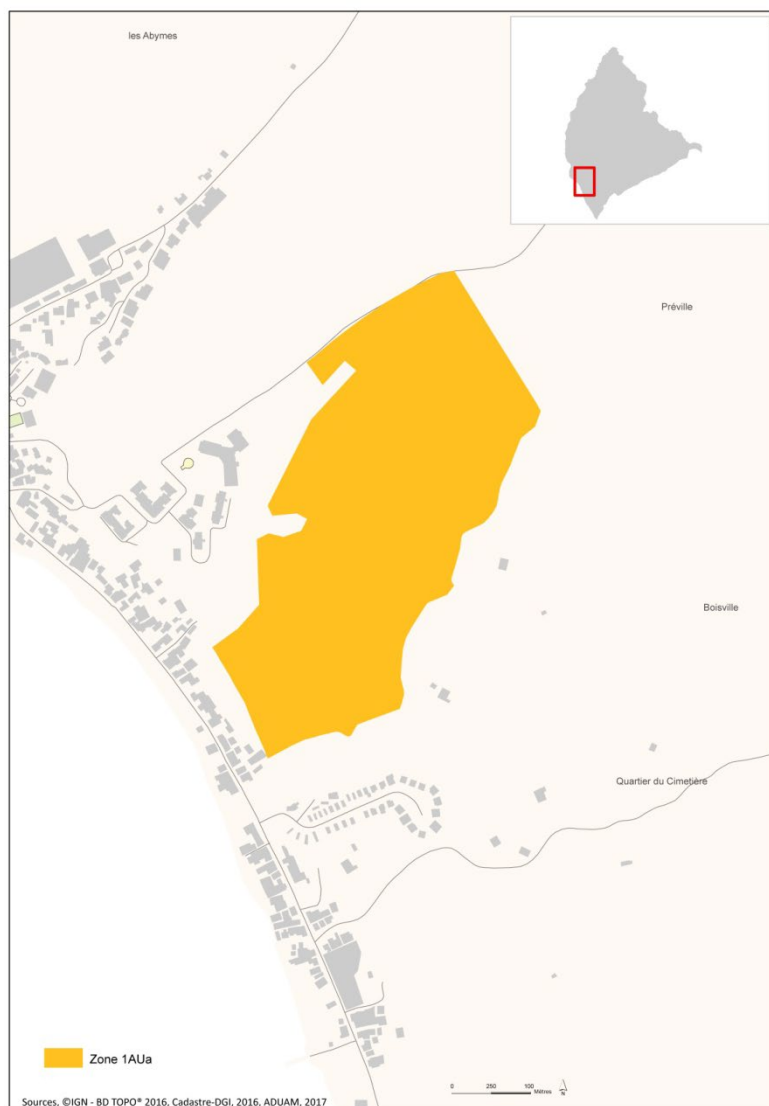 les Abymes
Préville
Boisville
Quartier du Cimetière
Zone 1AUa
0 250 100
Mètres
N
Sources, ©IGN - BD TOPO® 2016, Cadastre-DGI, 2016, ADUAM, 2017